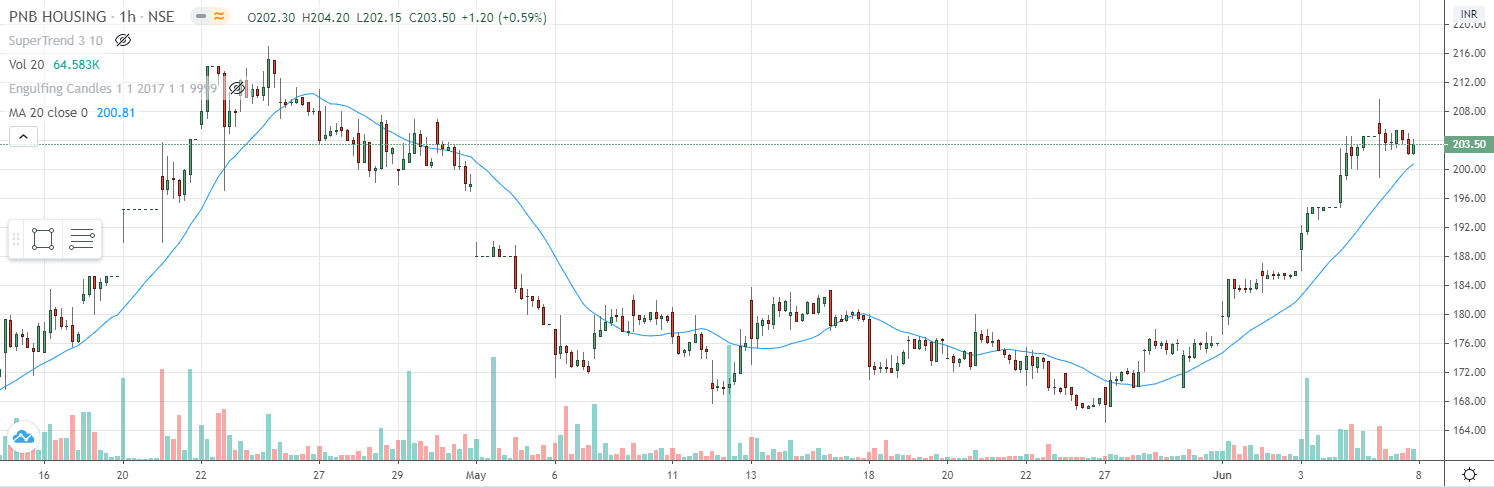 PNB HOUSING · 1h · NSE O202.30 H204.20 L202.15 C203.50 +1.20 (+0.59%)
SuperTrend 3 10
Vol 20 64.583K
Engulfing Candles 1 1 2017 1 1 9999
MA 20 close 0 200.81
INR
220.00
216.00
212.00
208.00
203.50
200.00
196.00
192.00
188.00
184.00
180.00
176.00
172.00
168.00
164.00
16 20 22 27 29 May 6 11 13 18 20 22 27 Jun 3 8